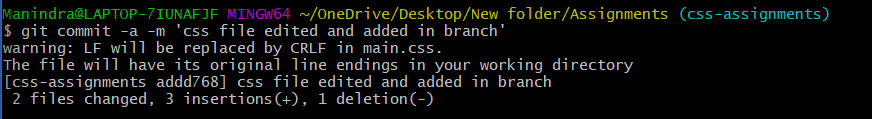 Manindra@LAPTOP-7IUNAFJF MINGW64 ~/OneDrive/Desktop/New folder/Assignments (css-assignments)
$ git commit -a -m 'css file edited and added in branch'
warning: LF will be replaced by CRLF in main.css.
The file will have its original line endings in your working directory
[css-assignments addd768] css file edited and added in branch
 2 files changed, 3 insertions(+), 1 deletion(-)